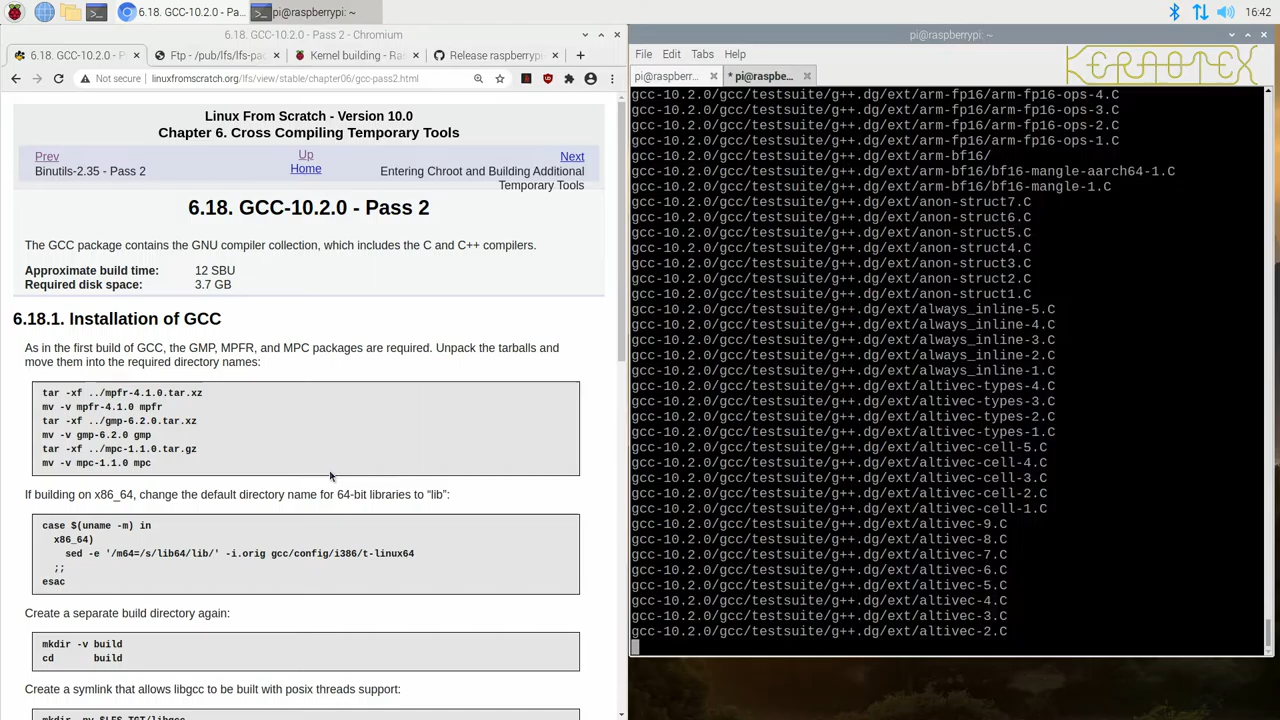 6.18. GCC-10.2.0 - Pa...
pi@raspberrypi: ~
16:42
6.18. GCC-10.2.0 - Pass 2 - Chromium
6.18. GCC-10.2.0 - P
Ftp - /pub/lfs/lfs-pac
Kernel building - Ras
Release raspberrypi
Not secure
linuxfromscratch.org/lfs/view/stable/chapter06/gcc-pass2.html
Linux From Scratch - Version 10.0
Chapter 6. Cross Compiling Temporary Tools
Prev
Up
Next
Binutils-2.35 - Pass 2
Home
Entering Chroot and Building Additional
Temporary Tools
6.18. GCC-10.2.0 - Pass 2
The GCC package contains the GNU compiler collection, which includes the C and C++ compilers.
Approximate build time: 12 SBU
Required disk space: 3.7 GB
6.18.1. Installation of GCC
As in the first build of GCC, the GMP, MPFR, and MPC packages are required. Unpack the tarballs and
move them into the required directory names:
tar -xf ../mpfr-4.1.0.tar.xz
mv -v mpfr-4.1.0 mpfr
tar -xf ../gmp-6.2.0.tar.xz
mv -v gmp-6.2.0 gmp
tar -xf ../mpc-1.1.0.tar.gz
mv -v mpc-1.1.0 mpc
If building on x86_64, change the default directory name for 64-bit libraries to “lib”:
case $(uname -m) in
x86_64)
sed -e '/m64=/s/lib64/lib/' -i.orig gcc/config/i386/t-linux64
;;
esac
Create a separate build directory again:
mkdir -v build
cd build
Create a symlink that allows libgcc to be built with posix threads support:
mkdir -pv $LFS_TGT/libgcc
pi@raspberrypi: ~
File Edit Tabs Help
KERAOTEX
pi@raspberr...
* pi@raspbe...
gcc-10.2.0/gcc/testsuite/g++.dg/ext/arm-fp16/arm-fp16-ops-4.C
gcc-10.2.0/gcc/testsuite/g++.dg/ext/arm-fp16/arm-fp16-ops-3.C
gcc-10.2.0/gcc/testsuite/g++.dg/ext/arm-fp16/arm-fp16-ops-2.C
gcc-10.2.0/gcc/testsuite/g++.dg/ext/arm-fp16/arm-fp16-ops-1.C
gcc-10.2.0/gcc/testsuite/g++.dg/ext/arm-bf16/
gcc-10.2.0/gcc/testsuite/g++.dg/ext/arm-bf16/bf16-mangle-aarch64-1.C
gcc-10.2.0/gcc/testsuite/g++.dg/ext/arm-bf16/bf16-mangle-1.C
gcc-10.2.0/gcc/testsuite/g++.dg/ext/anon-struct7.C
gcc-10.2.0/gcc/testsuite/g++.dg/ext/anon-struct6.C
gcc-10.2.0/gcc/testsuite/g++.dg/ext/anon-struct5.C
gcc-10.2.0/gcc/testsuite/g++.dg/ext/anon-struct4.C
gcc-10.2.0/gcc/testsuite/g++.dg/ext/anon-struct3.C
gcc-10.2.0/gcc/testsuite/g++.dg/ext/anon-struct2.C
gcc-10.2.0/gcc/testsuite/g++.dg/ext/anon-struct1.C
gcc-10.2.0/gcc/testsuite/g++.dg/ext/always_inline-5.C
gcc-10.2.0/gcc/testsuite/g++.dg/ext/always_inline-4.C
gcc-10.2.0/gcc/testsuite/g++.dg/ext/always_inline-3.C
gcc-10.2.0/gcc/testsuite/g++.dg/ext/always_inline-2.C
gcc-10.2.0/gcc/testsuite/g++.dg/ext/always_inline-1.C
gcc-10.2.0/gcc/testsuite/g++.dg/ext/altivec-types-4.C
gcc-10.2.0/gcc/testsuite/g++.dg/ext/altivec-types-3.C
gcc-10.2.0/gcc/testsuite/g++.dg/ext/altivec-types-2.C
gcc-10.2.0/gcc/testsuite/g++.dg/ext/altivec-types-1.C
gcc-10.2.0/gcc/testsuite/g++.dg/ext/altivec-cell-5.C
gcc-10.2.0/gcc/testsuite/g++.dg/ext/altivec-cell-4.C
gcc-10.2.0/gcc/testsuite/g++.dg/ext/altivec-cell-3.C
gcc-10.2.0/gcc/testsuite/g++.dg/ext/altivec-cell-2.C
gcc-10.2.0/gcc/testsuite/g++.dg/ext/altivec-cell-1.C
gcc-10.2.0/gcc/testsuite/g++.dg/ext/altivec-9.C
gcc-10.2.0/gcc/testsuite/g++.dg/ext/altivec-8.C
gcc-10.2.0/gcc/testsuite/g++.dg/ext/altivec-7.C
gcc-10.2.0/gcc/testsuite/g++.dg/ext/altivec-6.C
gcc-10.2.0/gcc/testsuite/g++.dg/ext/altivec-5.C
gcc-10.2.0/gcc/testsuite/g++.dg/ext/altivec-4.C
gcc-10.2.0/gcc/testsuite/g++.dg/ext/altivec-3.C
gcc-10.2.0/gcc/testsuite/g++.dg/ext/altivec-2.C